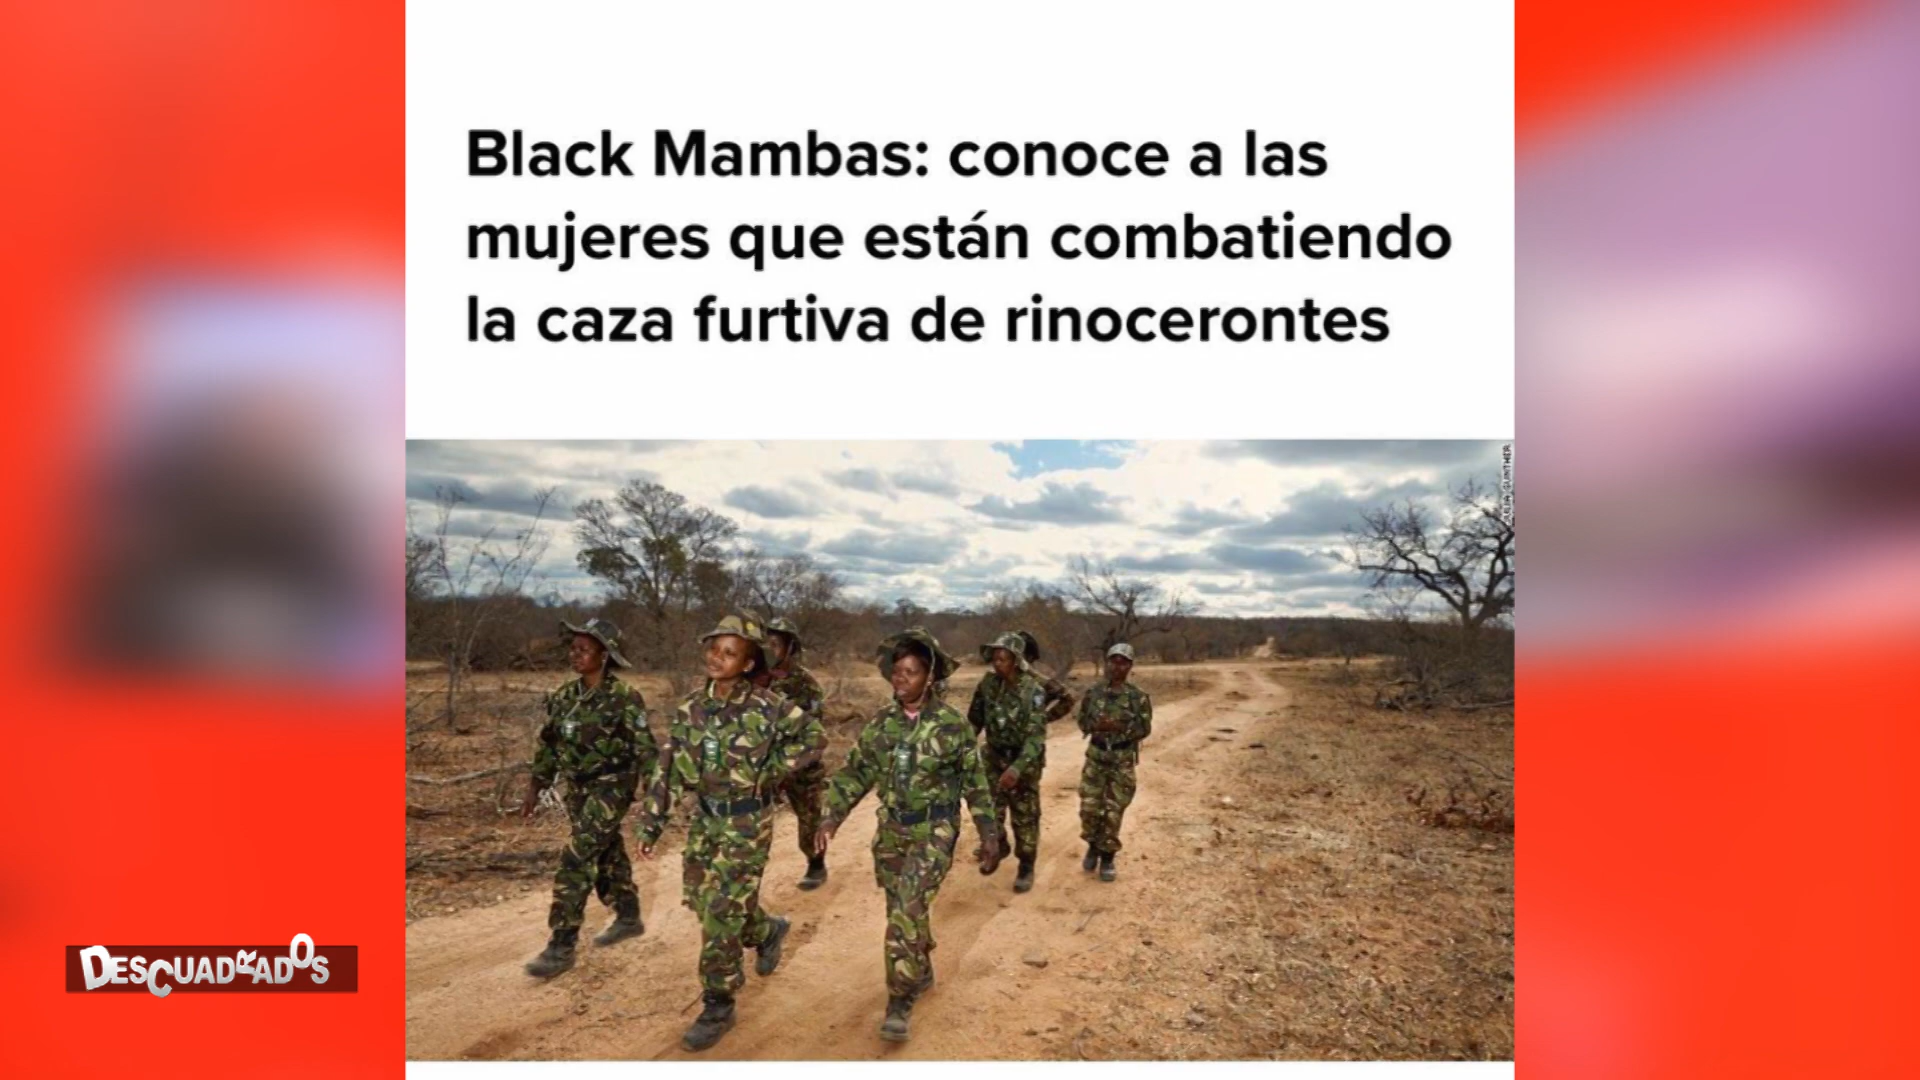 Black Mambas: conoce a las
mujeres que están combatiendo
la caza furtiva de rinocerontes
DESCUADRADOS